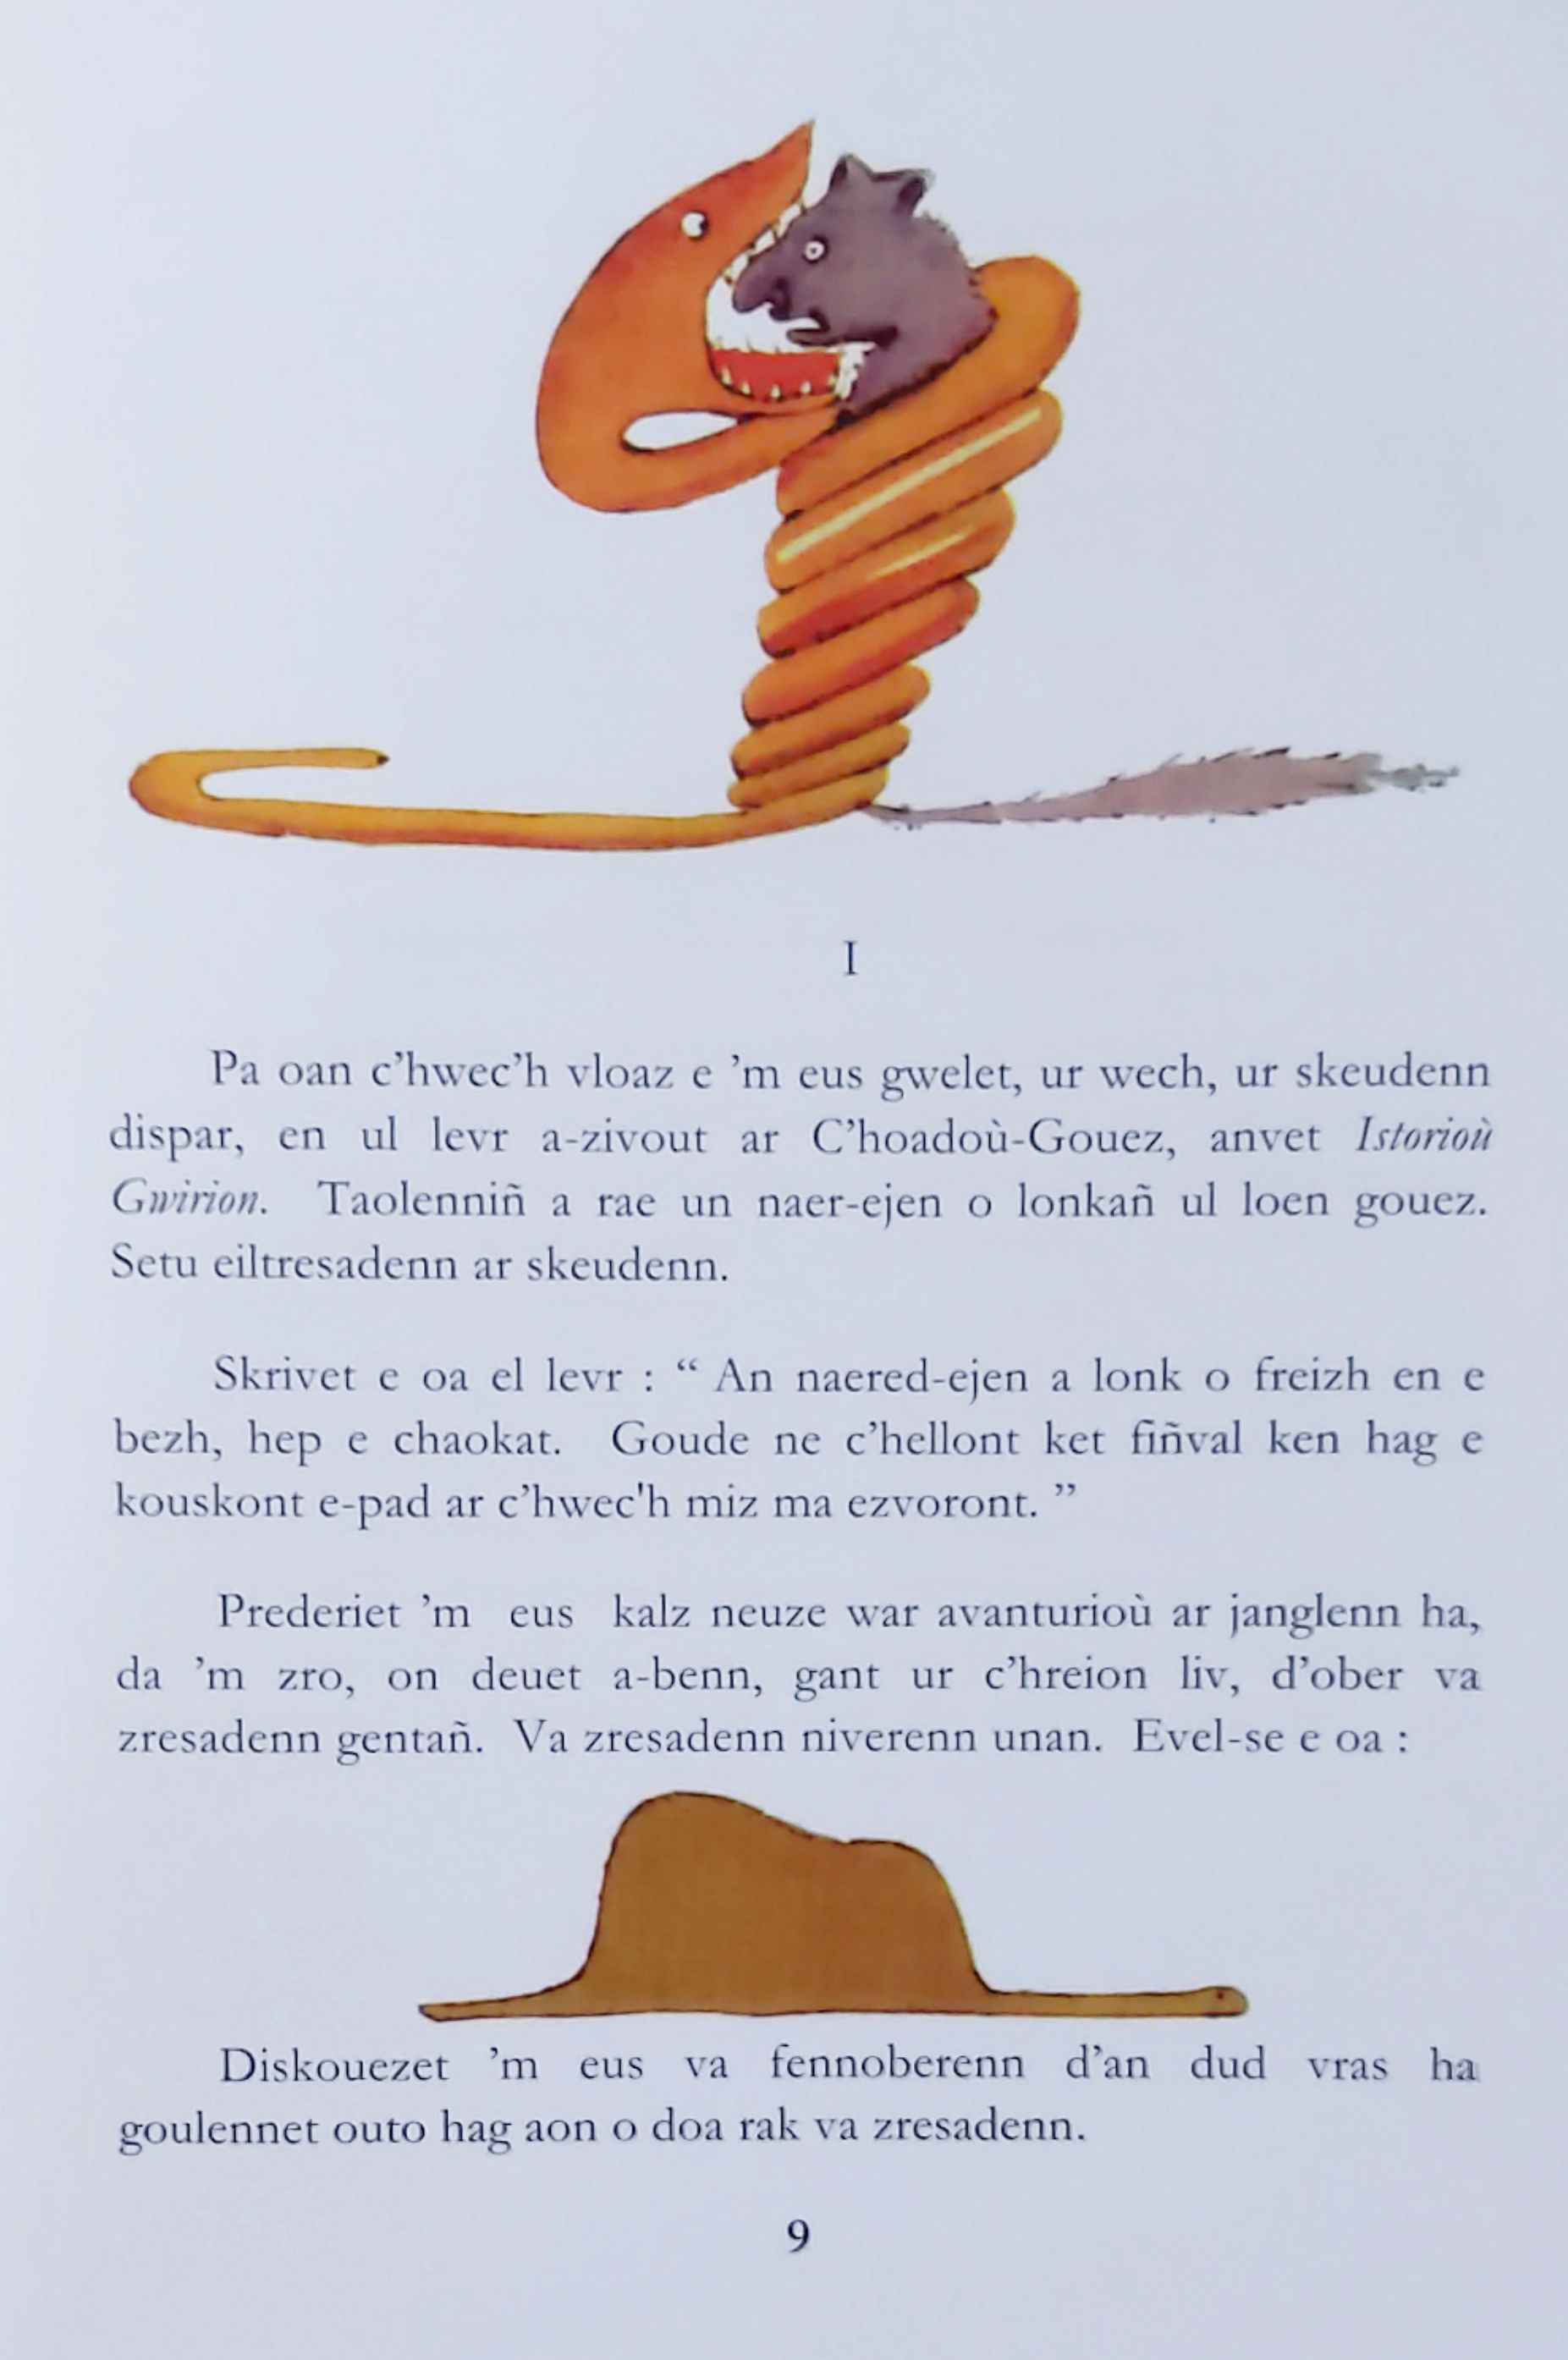 I
Pa oan c’hwec’h vloaz e ’m eus gwelet, ur wech, ur skeudenn
dispar, en ul levr a-zivout ar C’hoadoù-Gouez, anvet Istorioù
Gwirion. Taolenniñ a rae un naer-ejen o lonkañ ul loen gouez.
Setu eiltresadenn ar skeudenn.
Skrivet e oa el levr : “ An naered-ejen a lonk o freizh en e
bezh, hep e chaokat. Goude ne c’hellont ket fiñval ken hag e
kouskont e-pad ar c’hwec'h miz ma ezvoront. ”
Prederiet ’m eus kalz neuze war avanturioù ar janglenn ha,
da ’m zro, on deuet a-benn, gant ur c’hreion liv, d’ober va
zresadenn gentañ. Va zresadenn niverenn unan. Evel-se e oa :
Diskouezet ’m eus va fennoberenn d’an dud vras ha
goulennet outo hag aon o doa rak va zresadenn.
9